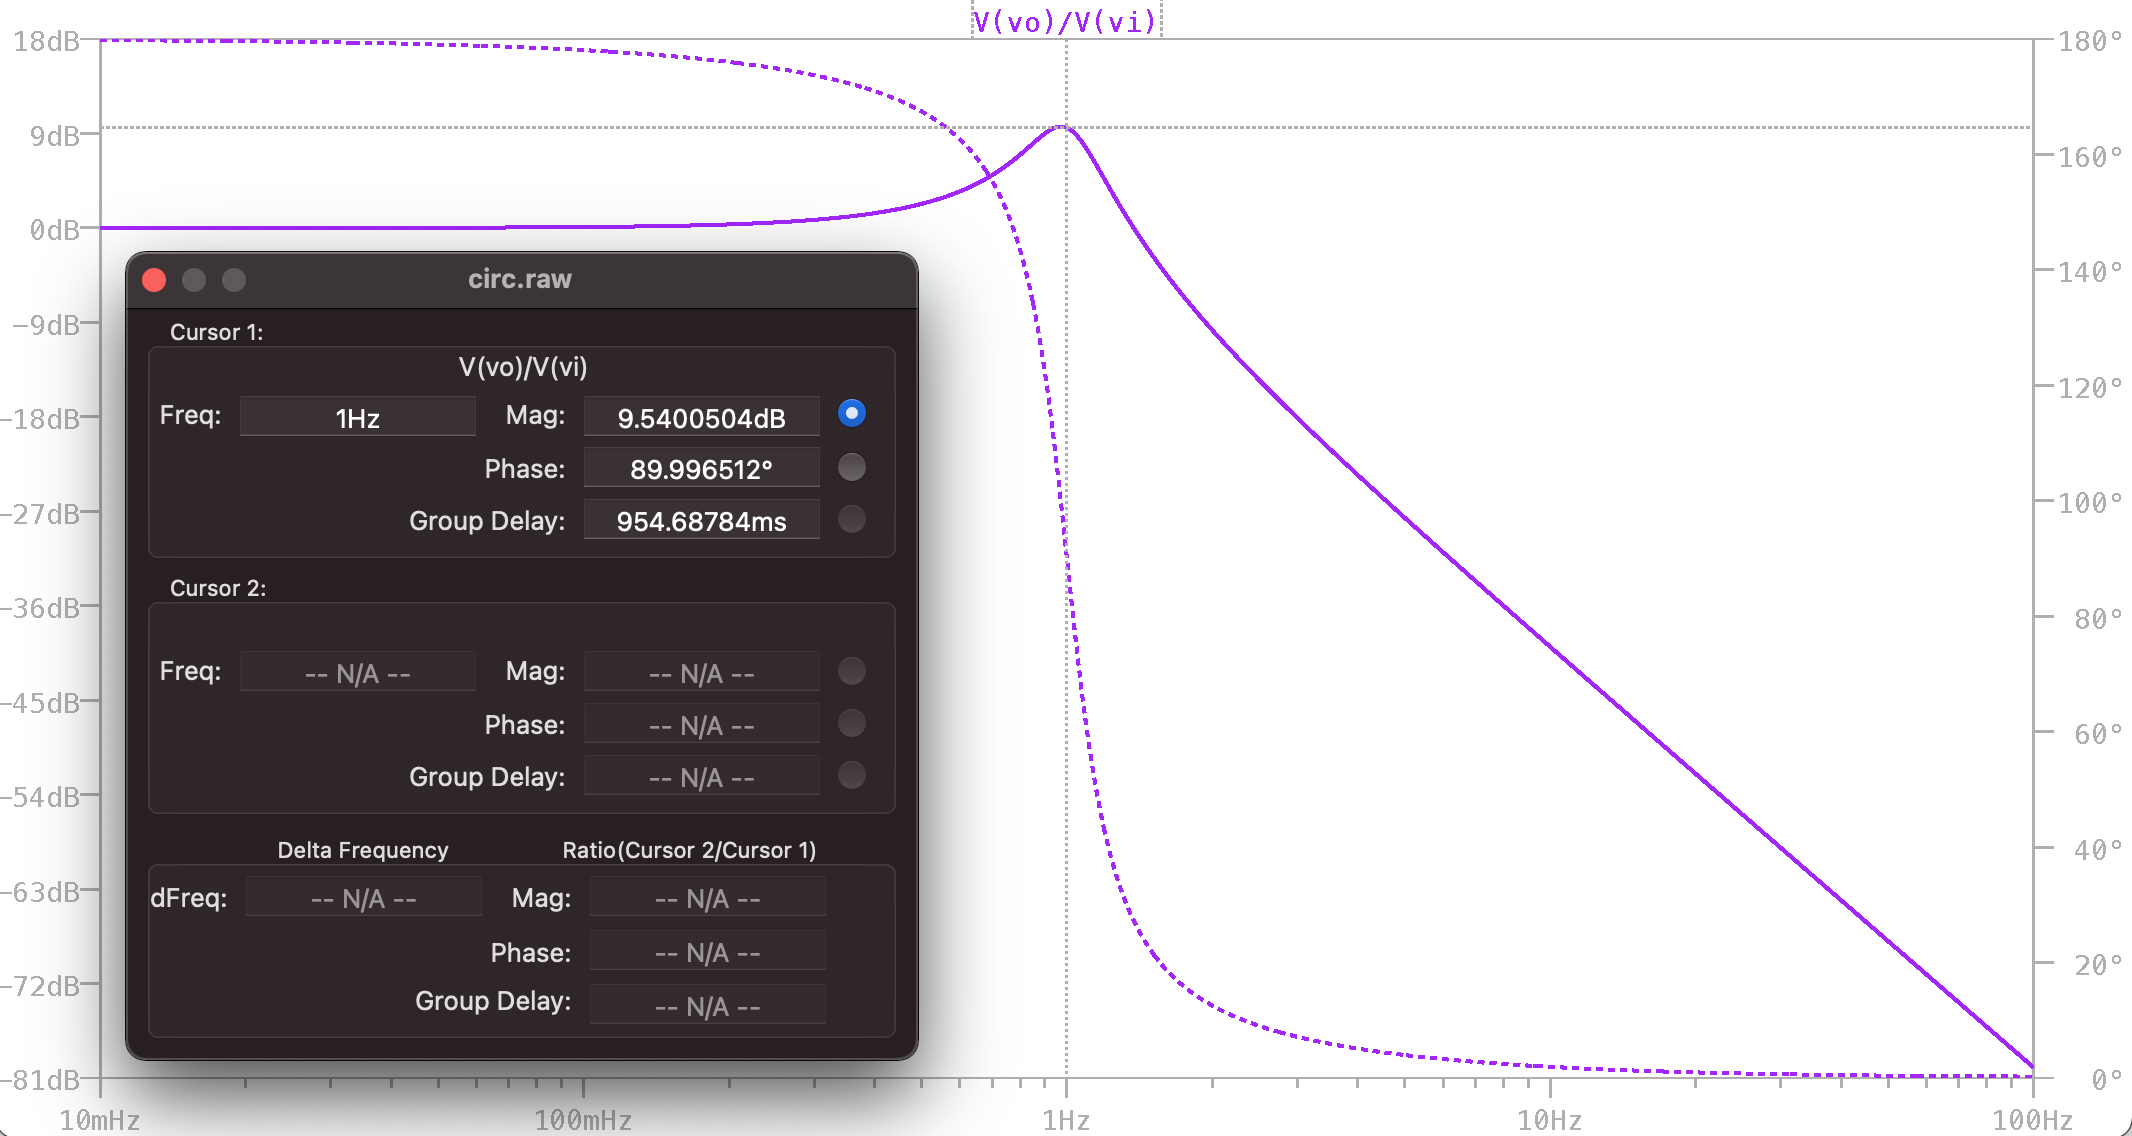 V(vo)/V(vi)
18dB
9dB
0dB
-9dB
-18dB
-27dB
-36dB
-45dB
-54dB
-63dB
-72dB
-81dB
180°
160°
140°
120°
100°
80°
60°
40°
20°
0°
10mHz
100mHz
1Hz
10Hz
100Hz
circ.raw
Cursor 1:
V(vo)/V(vi)
Freq: 1Hz Mag: 9.5400504dB
Phase: 89.996512°
Group Delay: 954.68784ms
Cursor 2:
Freq: -- N/A -- Mag: -- N/A --
Phase: -- N/A --
Group Delay: -- N/A --
Delta Frequency Ratio(Cursor 2/Cursor 1)
dFreq: -- N/A -- Mag: -- N/A --
Phase: -- N/A --
Group Delay: -- N/A --